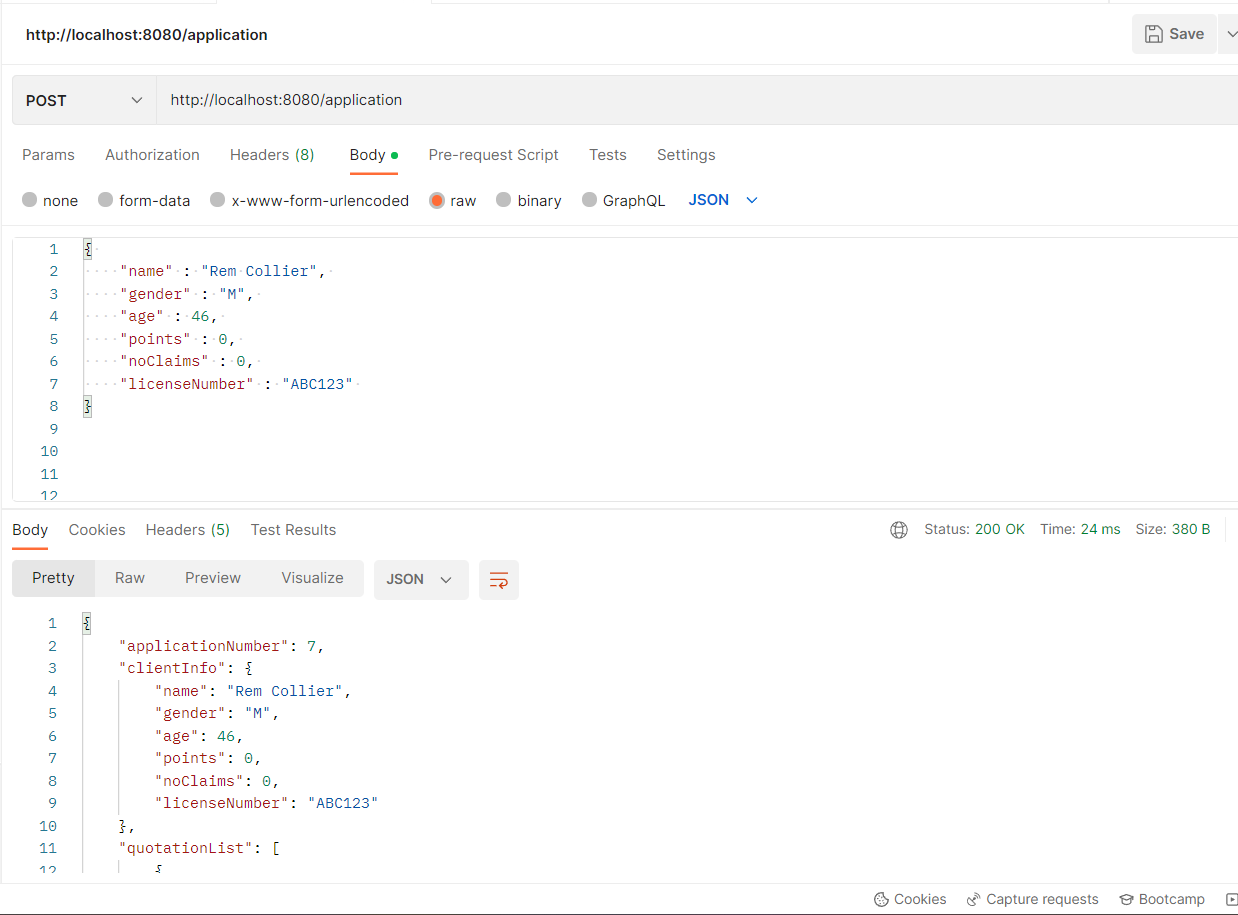 http://localhost:8080/application
Save
POST http://localhost:8080/application
Params Authorization Headers (8) Body Pre-request Script Tests Settings
none form-data x-www-form-urlencoded raw binary GraphQL JSON
1 {
2 "name" : "Rem Collier",
3 "gender" : "M",
4 "age" : 46,
5 "points" : 0,
6 "noClaims" : 0,
7 "licenseNumber" : "ABC123"
8 }
9
10
11
12
Body Cookies Headers (5) Test Results Status: 200 OK Time: 24 ms Size: 380 B
Pretty Raw Preview Visualize JSON
1 {
2 "applicationNumber": 7,
3 "clientInfo": {
4 "name": "Rem Collier",
5 "gender": "M",
6 "age": 46,
7 "points": 0,
8 "noClaims": 0,
9 "licenseNumber": "ABC123"
10 },
11 "quotationList": [
12 {
Cookies Capture requests Bootcamp